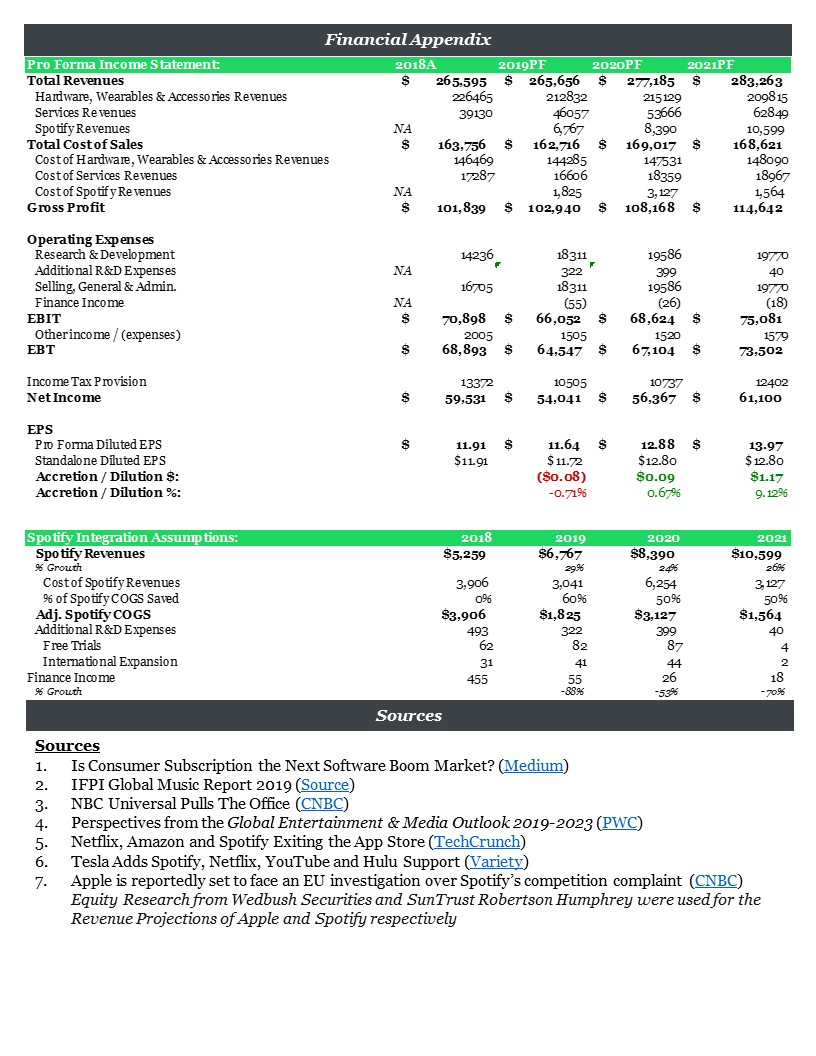 Financial Appendix
Pro Forma Income Statement: 2018A 2019PF 2020PF 2021PF
Total Revenues $ 265,595 $ 265,656 $ 277,185 $ 283,263
Hardware, Wearables & Accessories Revenues 226465 212832 215129 209815
Services Revenues 39130 46057 53666 62849
Spotify Revenues NA 6,767 8,390 10,599
Total Cost of Sales $ 163,756 $ 162,716 $ 169,017 $ 168,621
Cost of Hardware, Wearables & Accessories Revenues 146469 144285 147531 148090
Cost of Services Revenues 17287 16606 18359 18967
Cost of Spotify Revenues NA 1,825 3,127 1,564
Gross Profit $ 101,839 $ 102,940 $ 108,168 $ 114,642
Operating Expenses
Research & Development 14236 18311 19586 19770
Additional R&D Expenses NA 322 399 40
Selling, General & Admin. 16705 18311 19586 19770
Finance Income NA (55) (26) (18)
EBIT $ 70,898 $ 66,052 $ 68,624 $ 75,081
Other income / (expenses) 2005 1505 1520 1579
EBT $ 68,893 $ 64,547 $ 67,104 $ 73,502
Income Tax Provision 13372 10505 10737 12402
Net Income $ 59,531 $ 54,041 $ 56,367 $ 61,100
EPS
Pro Forma Diluted EPS $ 11.91 $ 11.64 $ 12.88 $ 13.97
Standalone Diluted EPS $11.91 $11.72 $12.80 $12.80
Accretion / Dilution $: ($0.08) $0.09 $1.17
Accretion / Dilution %: -0.71% 0.67% 9.12%
Spotify Integration Assumptions: 2018 2019 2020 2021
Spotify Revenues $5,259 $6,767 $8,390 $10,599
% Growth 29% 24% 26%
Cost of Spotify Revenues 3,906 3,041 6,254 3,127
% of Spotify COGS Saved 0% 60% 50% 50%
Adj. Spotify COGS $3,906 $1,825 $3,127 $1,564
Additional R&D Expenses 493 322 399 40
Free Trials 62 82 87 4
International Expansion 31 41 44 2
Finance Income 455 55 26 18
% Growth -88% -53% -70%
Sources
Sources
1. Is Consumer Subscription the Next Software Boom Market? (Medium)
2. IFPI Global Music Report 2019 (Source)
3. NBC Universal Pulls The Office (CNBC)
4. Perspectives from the Global Entertainment & Media Outlook 2019-2023 (PWC)
5. Netflix, Amazon and Spotify Exiting the App Store (TechCrunch)
6. Tesla Adds Spotify, Netflix, YouTube and Hulu Support (Variety)
7. Apple is reportedly set to face an EU investigation over Spotify's competition complaint (CNBC)
Equity Research from Wedbush Securities and SunTrust Robertson Humphrey were used for the
Revenue Projections of Apple and Spotify respectively